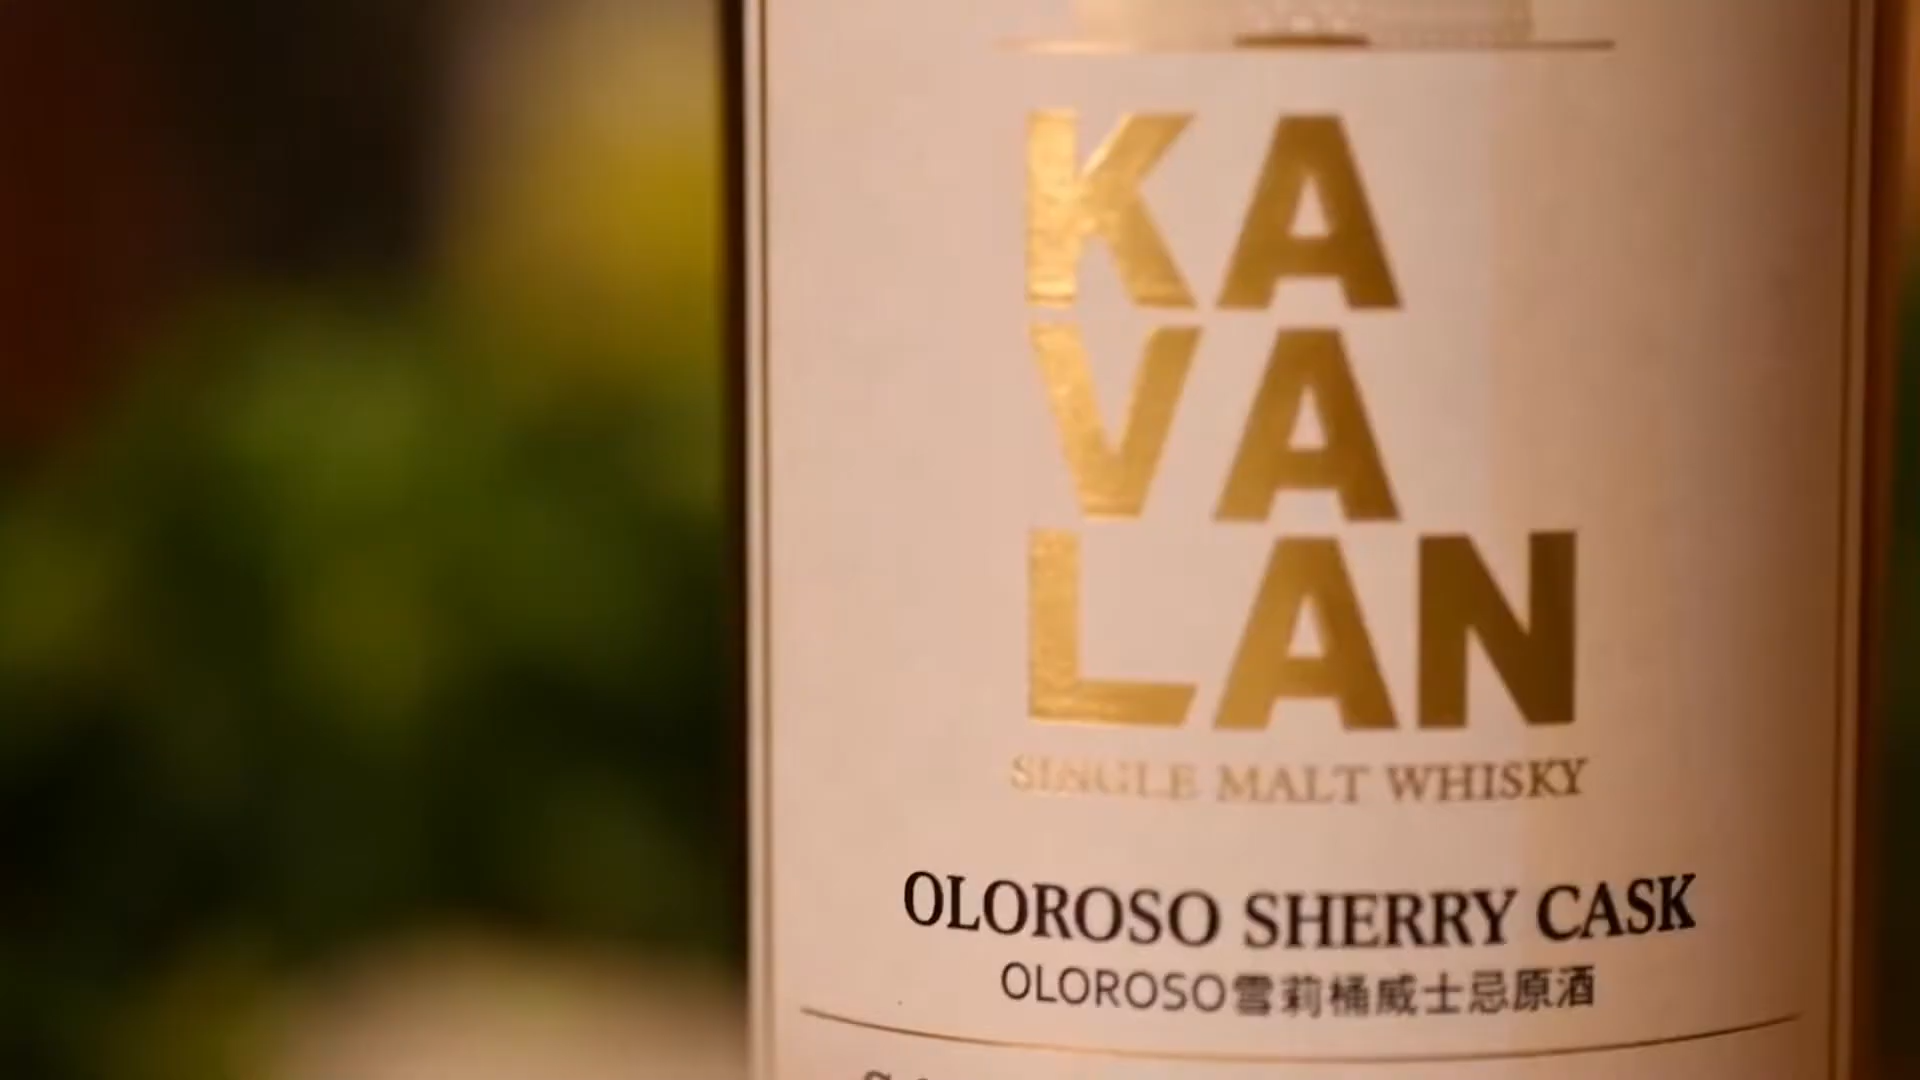 KA
VA
LAN
SINGLE MALT WHISKY
OLOROSO SHERRY CASK
OLOROSO雪莉桶威士忌原酒